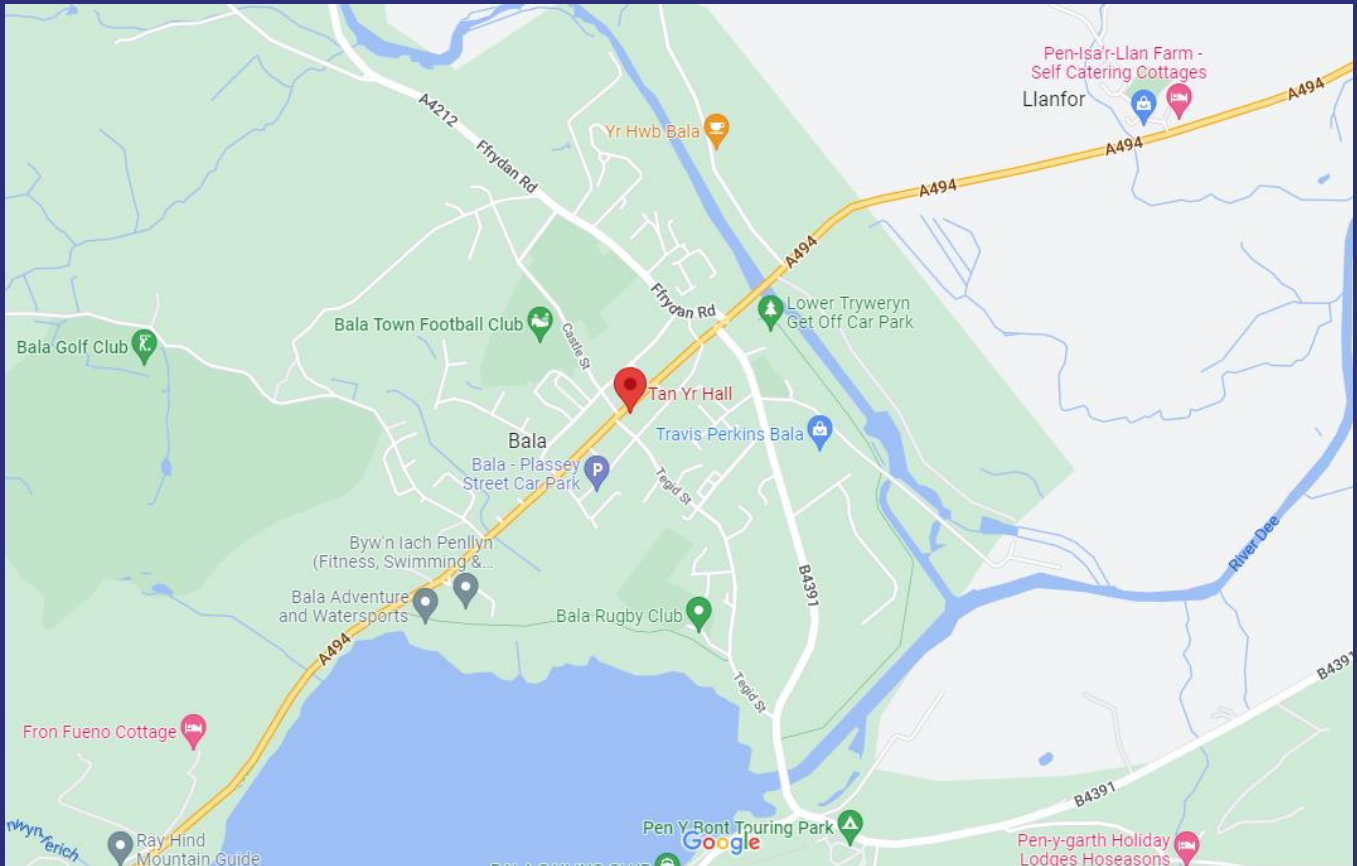 Pen-Isa'r-Llan Farm -
Self Catering Cottages
Llanfor
A494
A494
A494
A494
A4212
Ffrydan Rd
Yr Hwb Bala
Ffrydan Rd
Lower Tryweryn
Get Off Car Park
Bala Town Football Club
Castle St
Bala Golf Club
Tan Yr Hall
Bala
Travis Perkins Bala
Bala - Plassey
Street Car Park
Tegid St
Byw'n Iach Penllyn
(Fitness, Swimming &...
River Dee
B4391
Bala Adventure
and Watersports
Bala Rugby Club
A494
B4391
Tegid St
Fron Fueno Cottage
B4391
Pen Y Bont Touring Park
Google
Ray Hind
Mountain Guide
Pen-y-garth Holiday
Lodges Hoseasons